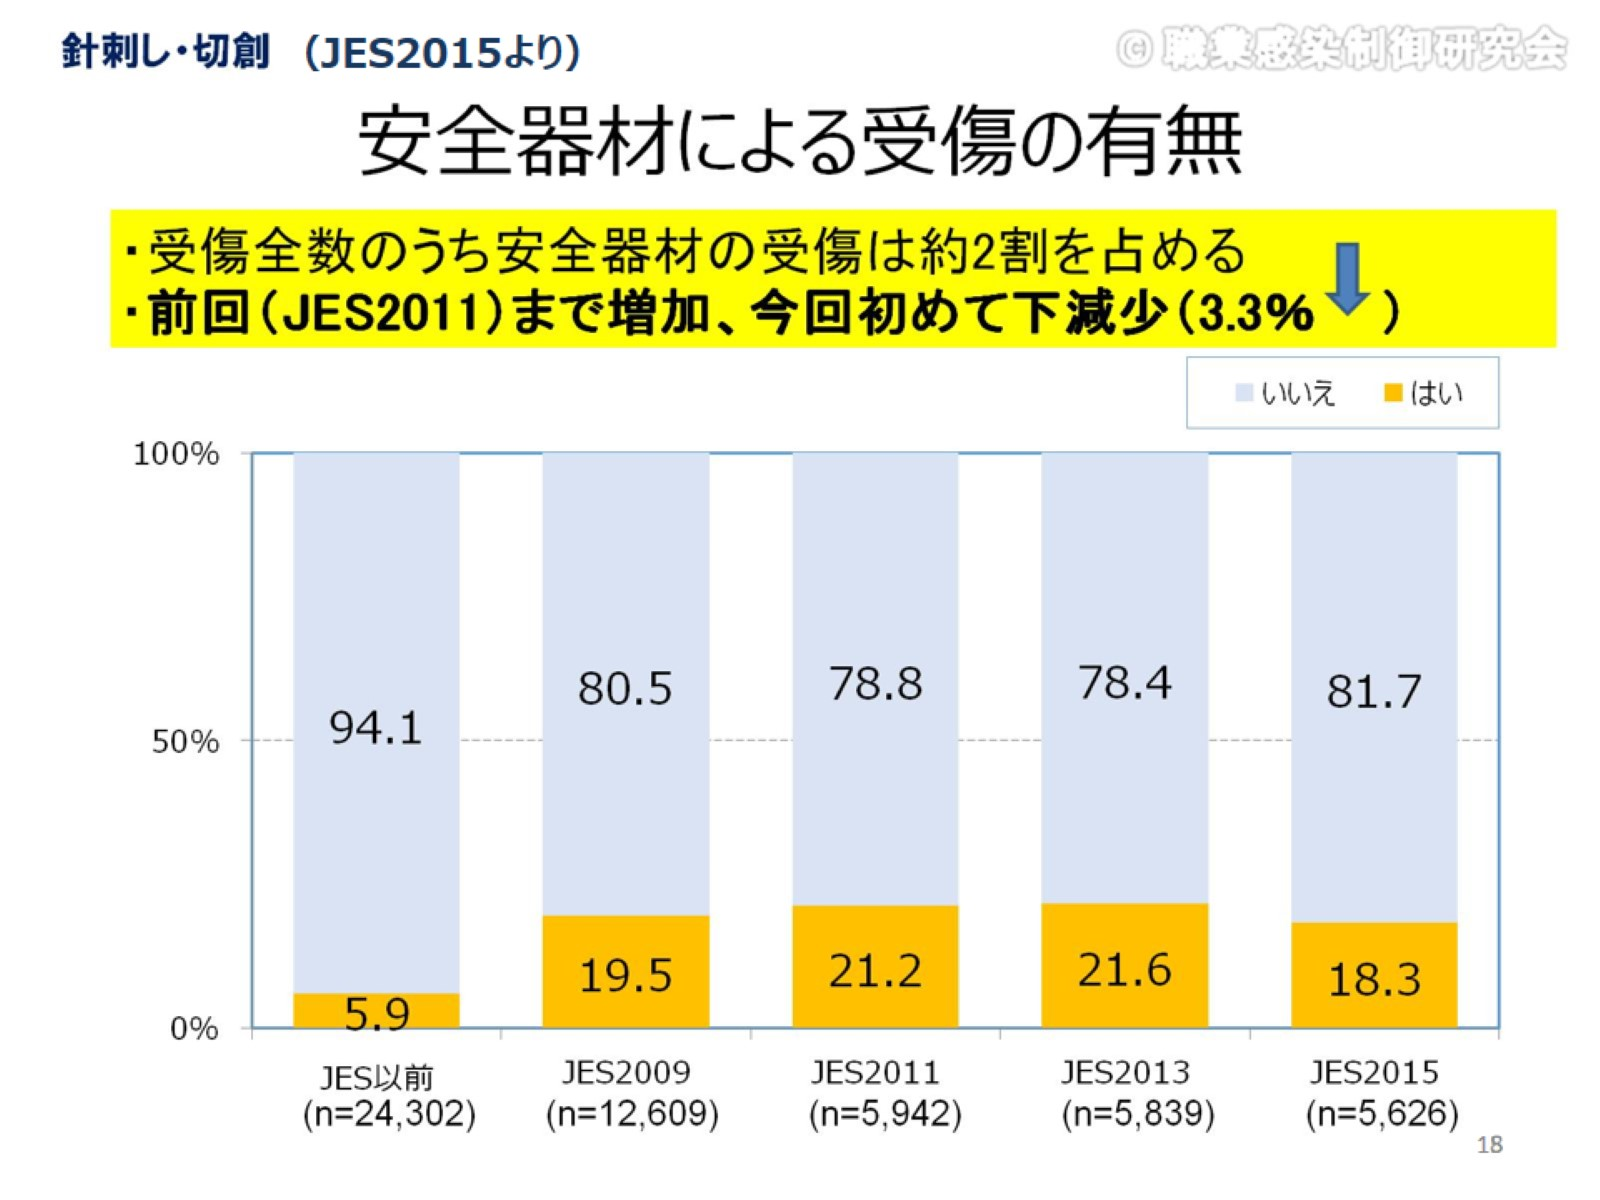 針刺し・切創 (JES2015より)
© 職業感染制御研究会
安全器材による受傷の有無
・受傷全数のうち安全器材の受傷は約2割を占める
・前回（JES2011）まで増加、今回初めて下減少（3.3% ）
いいえ はい
100%
50%
0%
94.1 80.5 78.8 78.4 81.7
5.9 19.5 21.2 21.6 18.3
JES以前 JES2009 JES2011 JES2013 JES2015
(n=24,302) (n=12,609) (n=5,942) (n=5,839) (n=5,626)
18